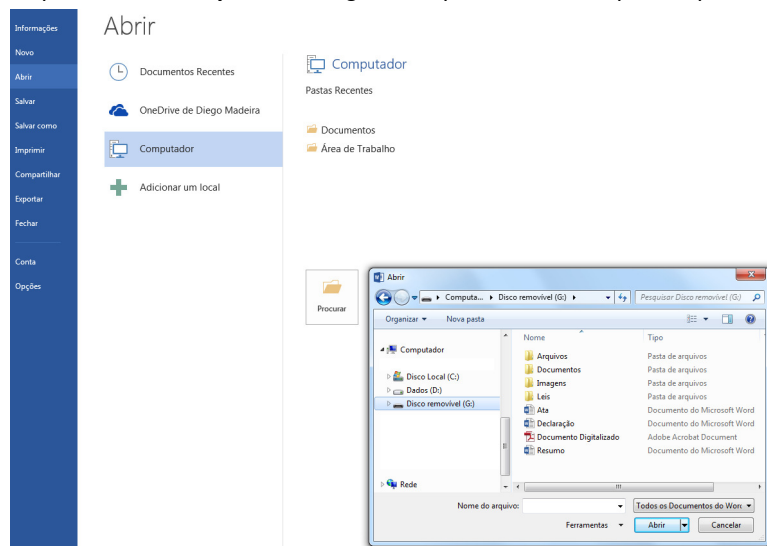 Informações
Novo
Abrir
Salvar
Salvar como
Imprimir
Compartilhar
Exportar
Fechar
Conta
Opções
Abrir
Documentos Recentes
OneDrive de Diego Madeira
Computador
Adicionar um local
Computador
Pastas Recentes
Documentos
Área de Trabalho
Procurar
Abrir
Computa... Disco removível (G:)
Pesquisar Disco removível (G:)
Organizar Nova pasta
Computador
Disco Local (C:)
Dados (D:)
Disco removível (G:)
Rede
Nome Tipo
Arquivos Pasta de arquivos
Documentos Pasta de arquivos
Imagens Pasta de arquivos
Leis Pasta de arquivos
Ata Documento do Microsoft Word
Declaração Documento do Microsoft Word
Documento Digitalizado Adobe Acrobat Document
Resumo Documento do Microsoft Word
Nome do arquivo: Todos os Documentos do Wor
Ferramentas Abrir Cancelar